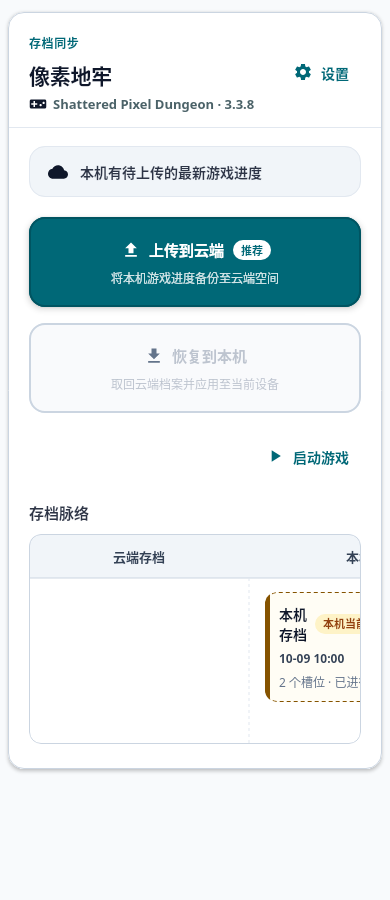 存档同步
像素地牢
设置
Shattered Pixel Dungeon · 3.3.8
本机有待上传的最新游戏进度
上传到云端 推荐
将本机游戏进度备份至云端空间
恢复到本机
取回云端档案并应用至当前设备
启动游戏
存档脉络
云端存档 本
本机存档 本机当前
10-09 10:00
2 个槽位 · 已进